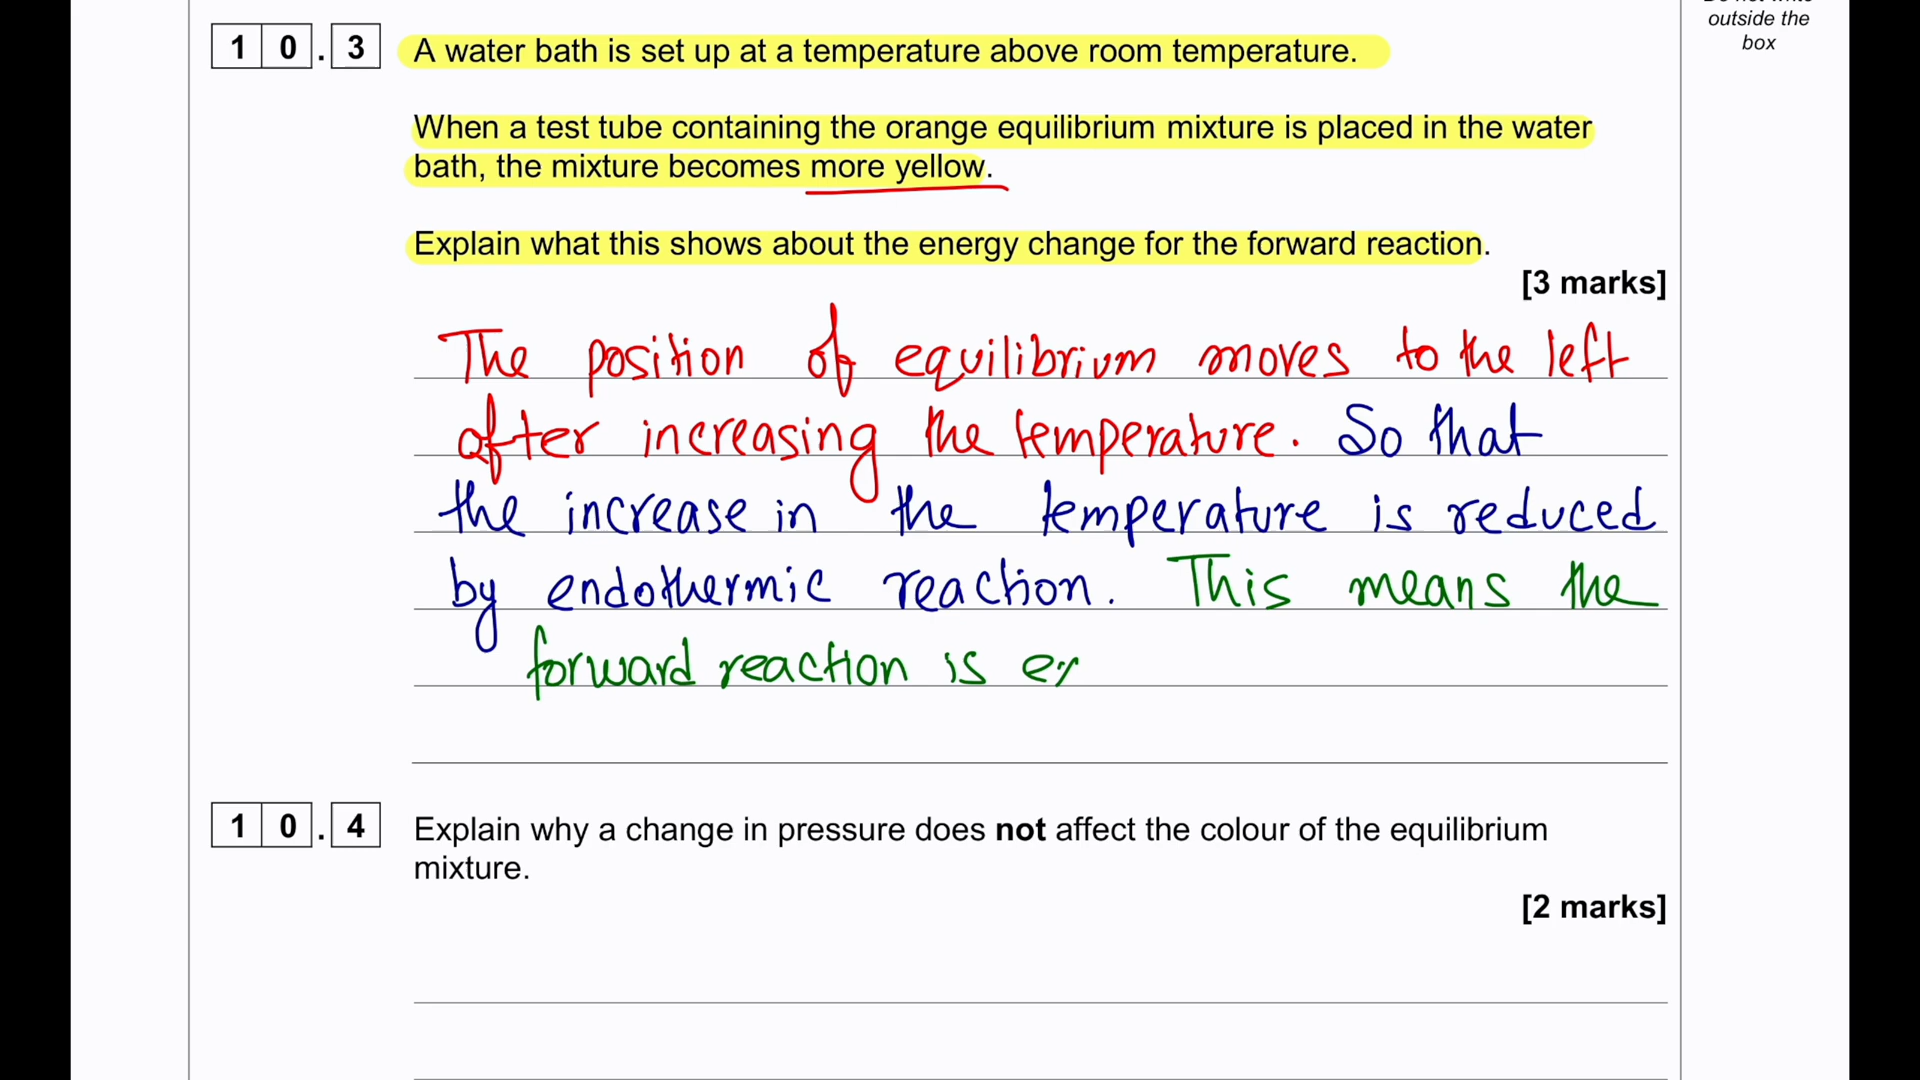 outside the
box
10.3 A water bath is set up at a temperature above room temperature.
When a test tube containing the orange equilibrium mixture is placed in the water
bath, the mixture becomes more yellow.
Explain what this shows about the energy change for the forward reaction.
[3 marks]
The position of equilibrium moves to the left
after increasing the temperature. So that
the increase in the temperature is reduced
by endothermic reaction. This means the
forward reaction is ex
10.4 Explain why a change in pressure does not affect the colour of the equilibrium
mixture.
[2 marks]